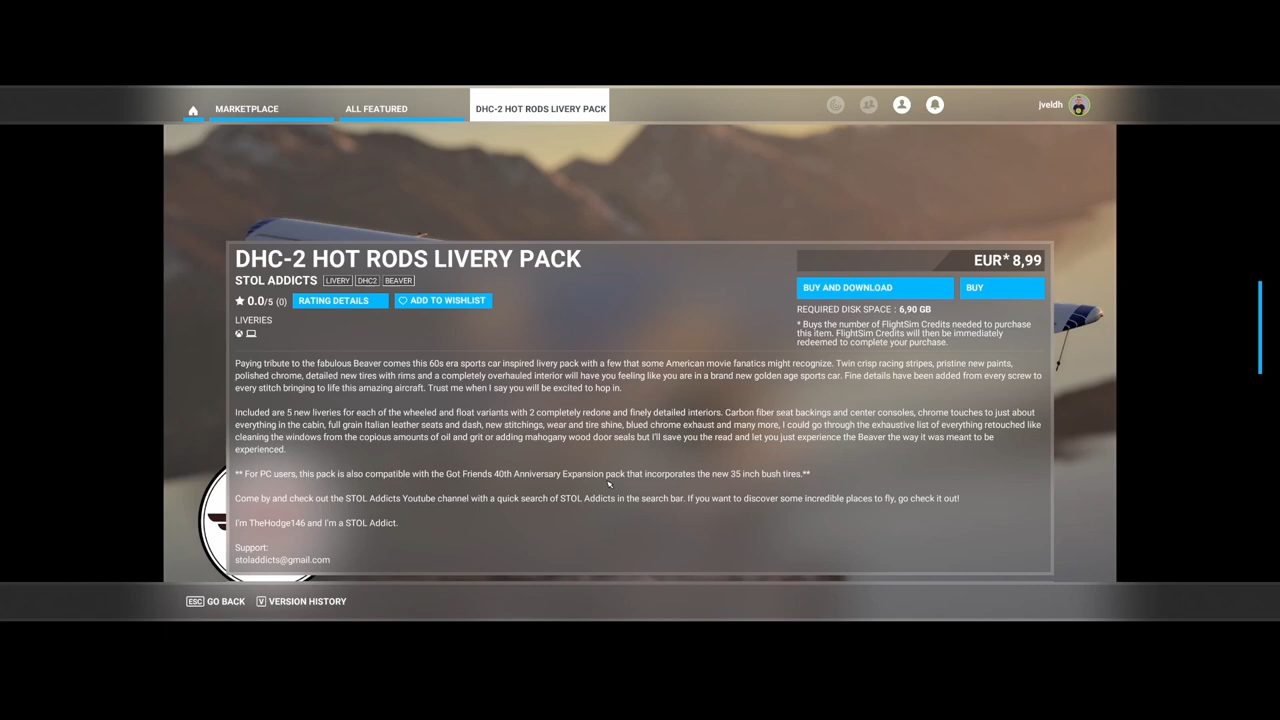 MARKETPLACE
ALL FEATURED
DHC-2 HOT RODS LIVERY PACK
jveldh
DHC-2 HOT RODS LIVERY PACK
EUR* 8,99
STOL ADDICTS LIVERY DHC2 BEAVER
BUY AND DOWNLOAD
BUY
0.0/5 (0) RATING DETAILS ADD TO WISHLIST
REQUIRED DISK SPACE : 6,90 GB
LIVERIES
* Buys the number of FlightSim Credits needed to purchase
this item. FlightSim Credits will then be immediately
redeemed to complete your purchase.
Paying tribute to the fabulous Beaver comes this 60s era sports car inspired livery pack with a few that some American movie fanatics might recognize. Twin crisp racing stripes, pristine new paints,
polished chrome, detailed new tires with rims and a completely overhauled interior will have you feeling like you are in a brand new golden age sports car. Fine details have been added from every screw to
every stitch bringing to life this amazing aircraft. Trust me when I say you will be excited to hop in.
Included are 5 new liveries for each of the wheeled and float variants with 2 completely redone and finely detailed interiors. Carbon fiber seat backings and center consoles, chrome touches to just about
everything in the cabin, full grain Italian leather seats and dash, new stitchings, wear and tire shine, blued chrome exhaust and many more, I could go through the exhaustive list of everything retouched like
cleaning the windows from the copious amounts of oil and grit or adding mahogany wood door seals but I'll save you the read and let you just experience the Beaver the way it was meant to be
experienced.
** For PC users, this pack is also compatible with the Got Friends 40th Anniversary Expansion pack that incorporates the new 35 inch bush tires.**
Come by and check out the STOL Addicts Youtube channel with a quick search of STOL Addicts in the search bar. If you want to discover some incredible places to fly, go check it out!
I'm TheHodge146 and I'm a STOL Addict.
Support:
stoladdicts@gmail.com
ESC GO BACK V VERSION HISTORY